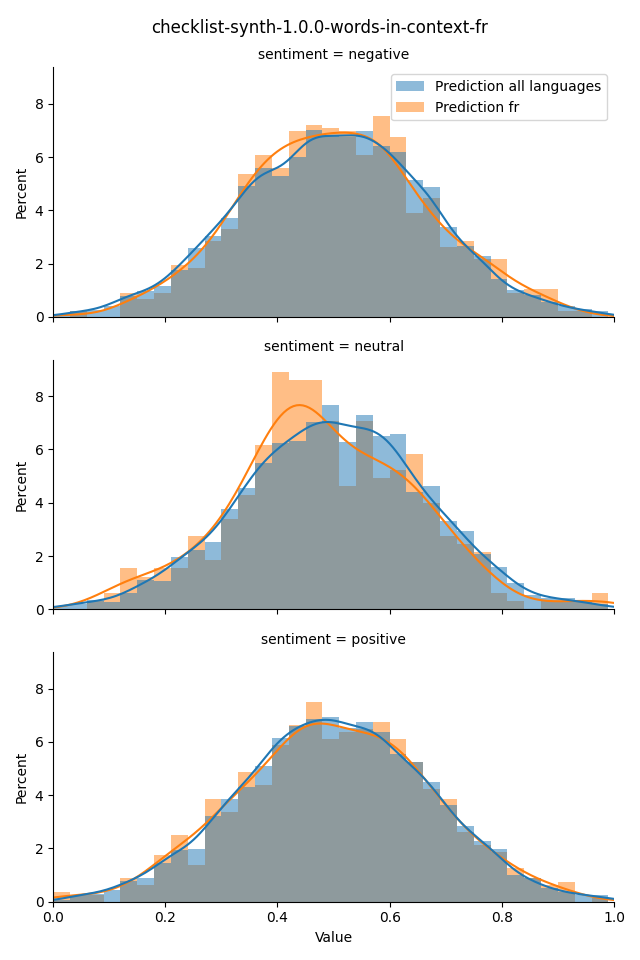 checklist-synth-1.0.0-words-in-context-fr
sentiment = negative
Prediction all languages
Prediction fr
8
6
4
2
0
Percent
sentiment = neutral
8
6
4
2
0
Percent
sentiment = positive
8
6
4
2
0
Percent
0.0 0.2 0.4 0.6 0.8 1.0
Value